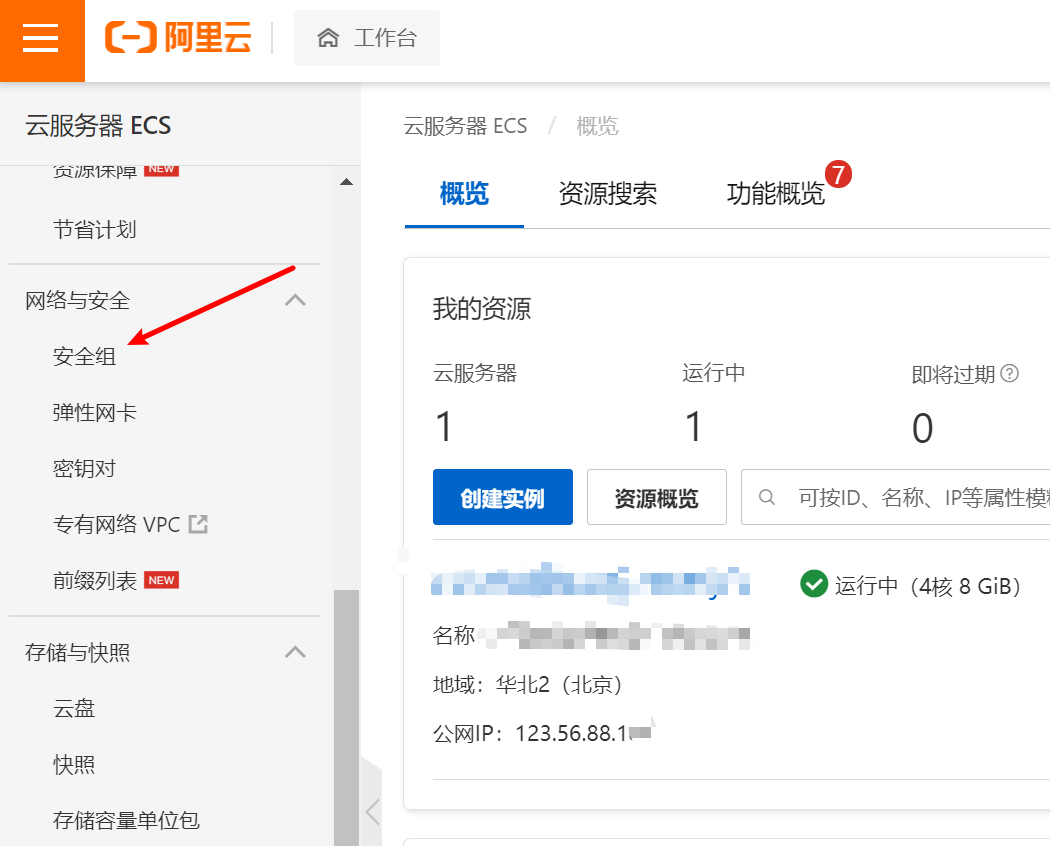 阿里云
工作台
云服务器 ECS
资源保障 NEW
节省计划
网络与安全
安全组
弹性网卡
密钥对
专有网络 VPC
前缀列表 NEW
存储与快照
云盘
快照
存储容量单位包
云服务器 ECS / 概览
概览 资源搜索 功能概览 7
我的资源
云服务器 运行中 即将过期
1 1 0
创建实例 资源概览 可按ID、名称、IP等属性模
运行中（4核 8 GiB）
名称
地域：华北2（北京）
公网IP：123.56.88.1